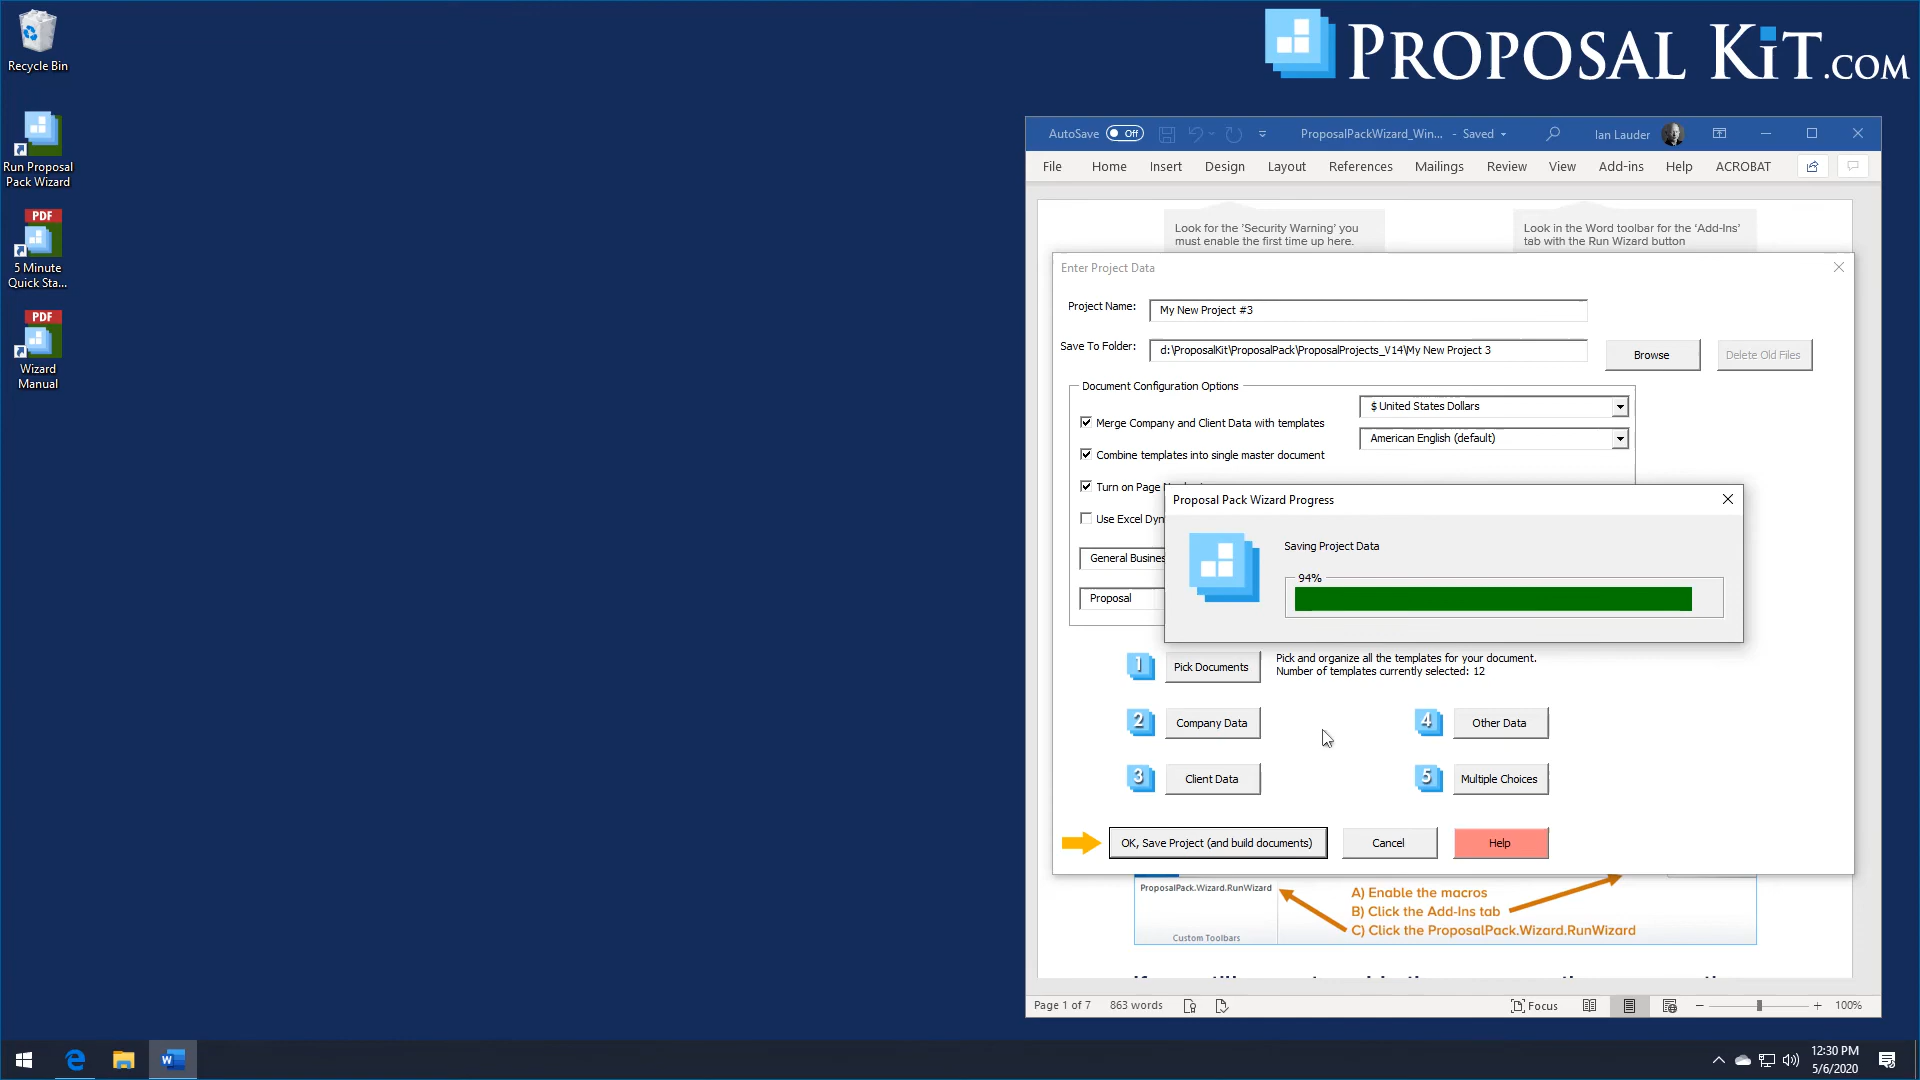 Recycle Bin
Run Proposal
Pack Wizard
PDF
5 Minute
Quick Sta...
PDF
Wizard
Manual
PROPOSAL KIT.COM
AutoSave Off
ProposalPackWizard_Win... - Saved
Ian Lauder
File Home Insert Design Layout References Mailings Review View Add-ins Help ACROBAT
Look for the 'Security Warning' you
must enable the first time up here.
Look in the Word toolbar for the 'Add-Ins'
tab with the Run Wizard button
Enter Project Data
Project Name: My New Project #3
Save To Folder: d:\ProposalKit\ProposalPack\ProposalProjects_V14\My New Project 3
Browse
Delete Old Files
Document Configuration Options
Merge Company and Client Data with templates
$ United States Dollars
Combine templates into single master document
American English (default)
Turn on Page
Use Excel Dyn
General Busines
Proposal
Proposal Pack Wizard Progress
Saving Project Data
94%
1 Pick Documents
Pick and organize all the templates for your document.
Number of templates currently selected: 12
2 Company Data
4 Other Data
3 Client Data
5 Multiple Choices
OK, Save Project (and build documents)
Cancel
Help
ProposalPack.Wizard.RunWizard
Custom Toolbars
A) Enable the macros
B) Click the Add-Ins tab
C) Click the ProposalPack.Wizard.RunWizard
Page 1 of 7 863 words
Focus
100%
12:30 PM
5/6/2020